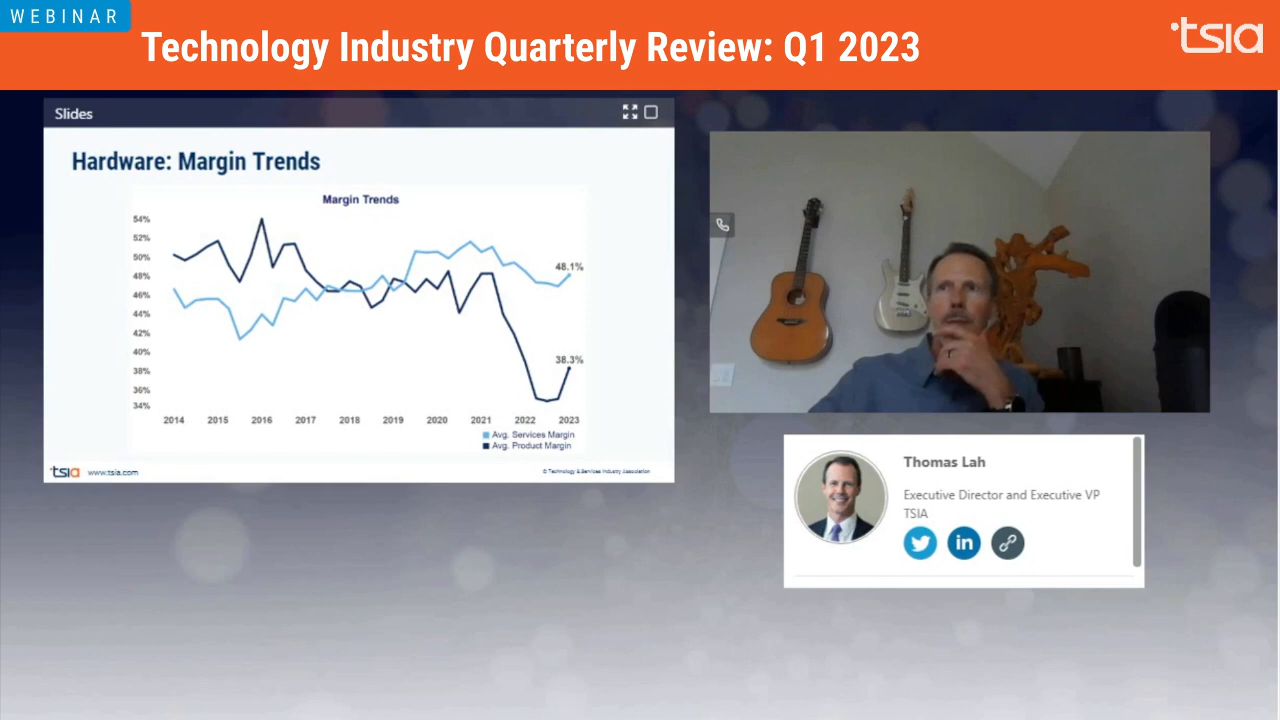 WEBINAR
Technology Industry Quarterly Review: Q1 2023
tsia
Slides
Hardware: Margin Trends
Margin Trends
54%
52%
50%
48%
46%
44%
42%
40%
38%
36%
34%
48.1%
38.3%
2014 2015 2016 2017 2018 2019 2020 2021 2022 2023
Avg. Services Margin
Avg. Product Margin
tsia www.tsia.com
© Technology & Services Industry Association
Thomas Lah
Executive Director and Executive VP
TSIA
in